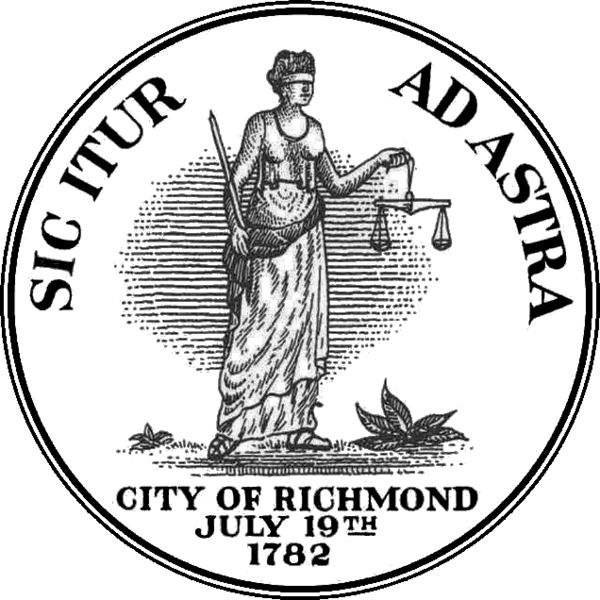 SIC ITUR
AD ASTRA
CITY OF RICHMOND
JULY 19TH
1782